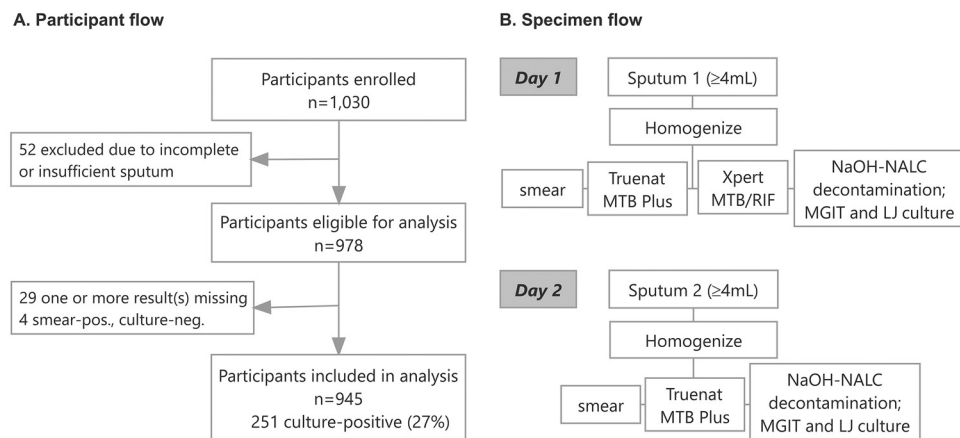 A. Participant flow
Participants enrolled
n=1,030
52 excluded due to incomplete
or insufficient sputum
Participants eligible for analysis
n=978
29 one or more result(s) missing
4 smear-pos., culture-neg.
Participants included in analysis
n=945
251 culture-positive (27%)
B. Specimen flow
Day 1
Sputum 1 (≥4mL)
Homogenize
smear
Truenat
MTB Plus
Xpert
MTB/RIF
NaOH-NALC
decontamination;
MGIT and LJ culture
Day 2
Sputum 2 (≥4mL)
Homogenize
smear
Truenat
MTB Plus
NaOH-NALC
decontamination;
MGIT and LJ culture